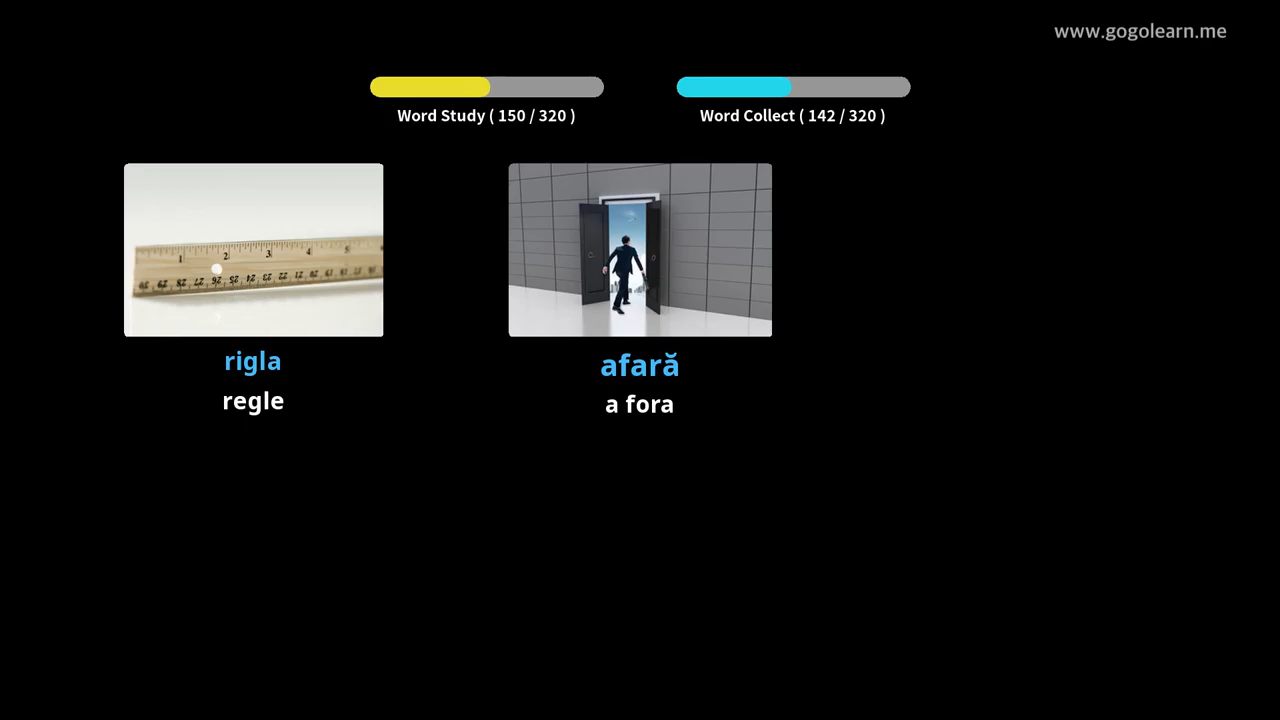 www.gogolearn.me
Word Study ( 150 / 320 )
Word Collect ( 142 / 320 )
rigla
regle
afară
a fora